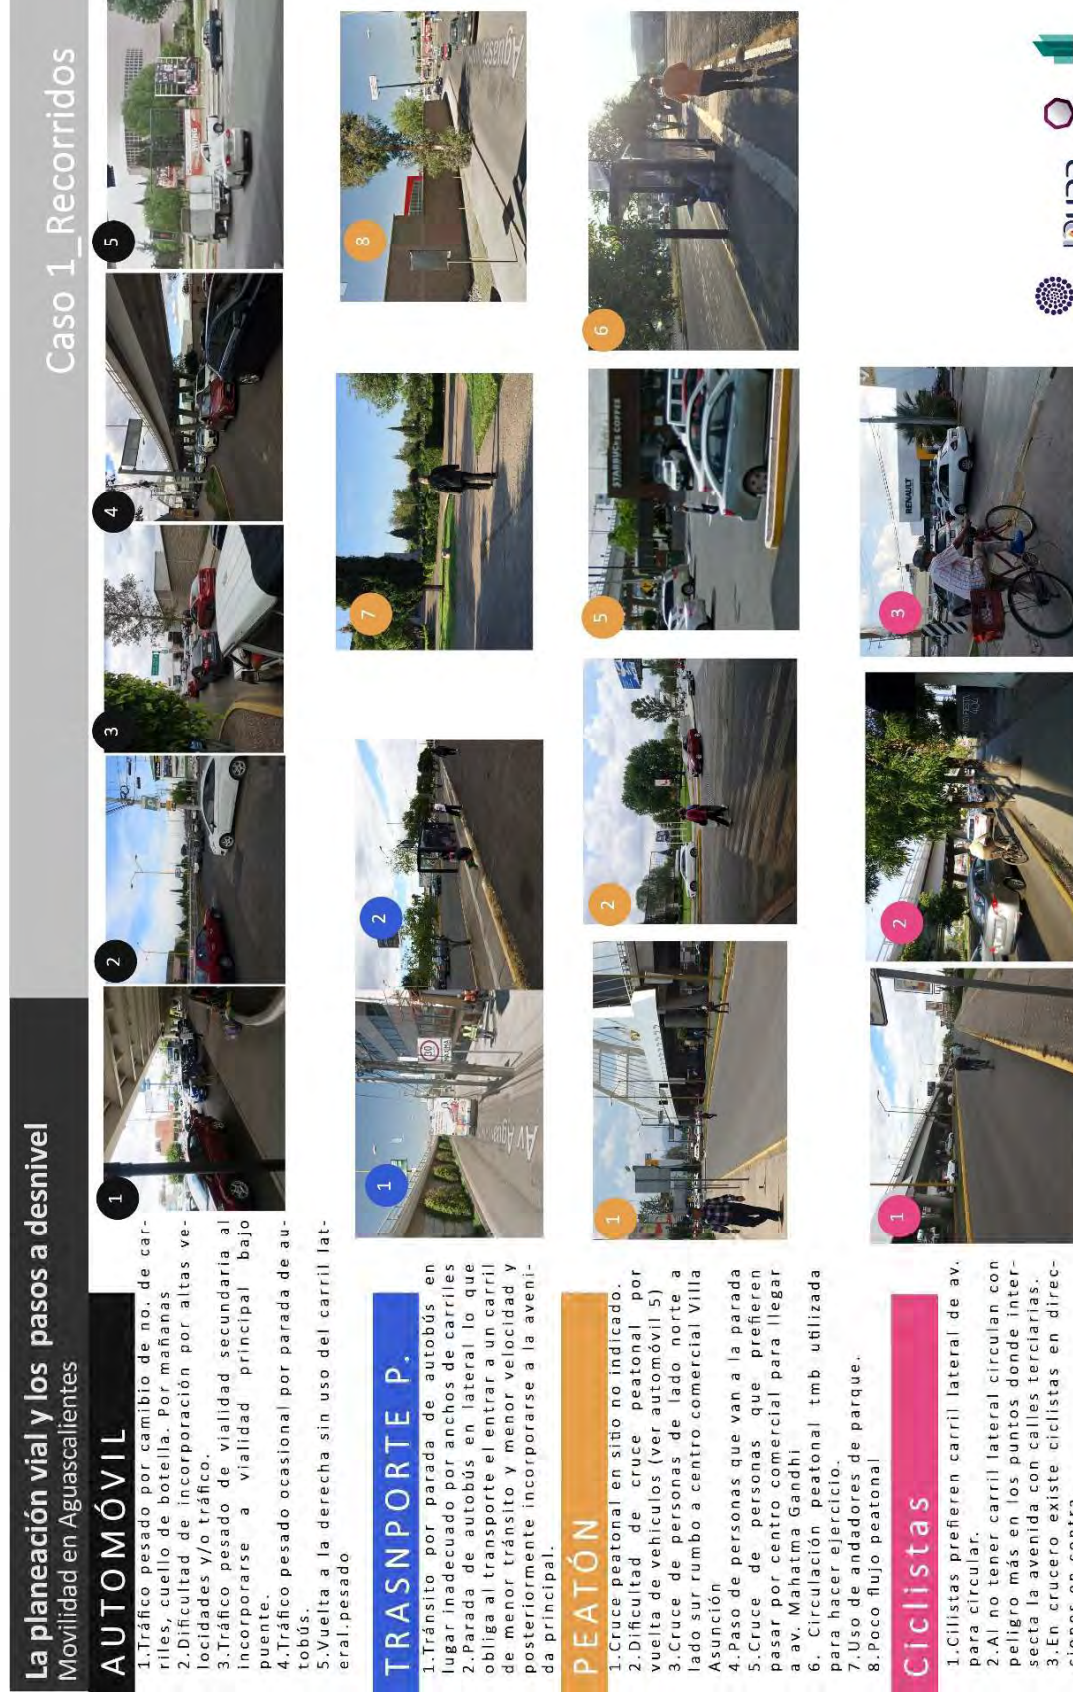 La planeación vial y los pasos a desnivel
Movilidad en Aguascalientes
Caso 1_Recorridos
AUTOMÓVIL
1.Tráfico pesado por camibio de no. de car-
riles, cuello de botella. Por mañanas
2.Dificultad de incorporación por altas ve-
locidades y/o tráfico.
3.Tráfico pesado de vialidad secundaria al
incorporarse a vialidad principal bajo
puente.
4.Tráfico pesado ocasional por parada de au-
tobús.
5.Vuelta a la derecha sin uso del carril lat-
eral.pesado
1
2
3
4
5
TRASNPORTE P.
1.Tránsito por parada de autobús en
lugar inadecuado por anchos de carriles
2.Parada de autobús en lateral lo que
obliga al transporte el entrar a un carril
de menor tránsito y menor velocidad y
posteriormente incorporarse a la aveni-
da principal.
1
Av Agua
2
7
8
Aguasc
PEATÓN
1.Cruce peatonal en sitio no indicado.
2.Dificultad de cruce peatonal por
vuelta de vehiculos (ver automóvil 5)
3.Cruce de personas de lado norte a
lado sur rumbo a centro comercial Villa
Asunción
4.Paso de personas que van a la parada
5.Cruce de personas que prefieren
pasar por centro comercial para llegar
a av. Mahatma Gandhi
6. Circulación peatonal tmb utilizada
para hacer ejercicio.
7.Uso de andadores de parque.
8.Poco flujo peatonal
1
2
5
STARBUCKS COFFEE
6
Ciclistas
1.Cillistas prefieren carril lateral de av.
para circular.
2.Al no tener carril lateral circulan con
peligro más en los puntos donde inter-
secta la avenida con calles terciarias.
3.En crucero existe ciclistas en direc-
1
2
3
RENAULT